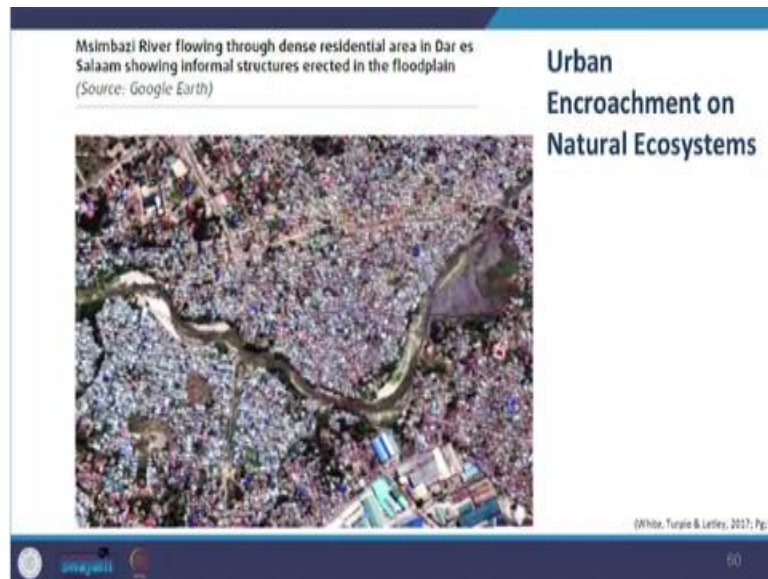 Msimbazi River flowing through dense residential area in Dar es
Salaam showing informal structures erected in the floodplain
(Source: Google Earth)
Urban
Encroachment on
Natural Ecosystems
(White, Turpie & Letley, 2017; Pg:
swayam
60